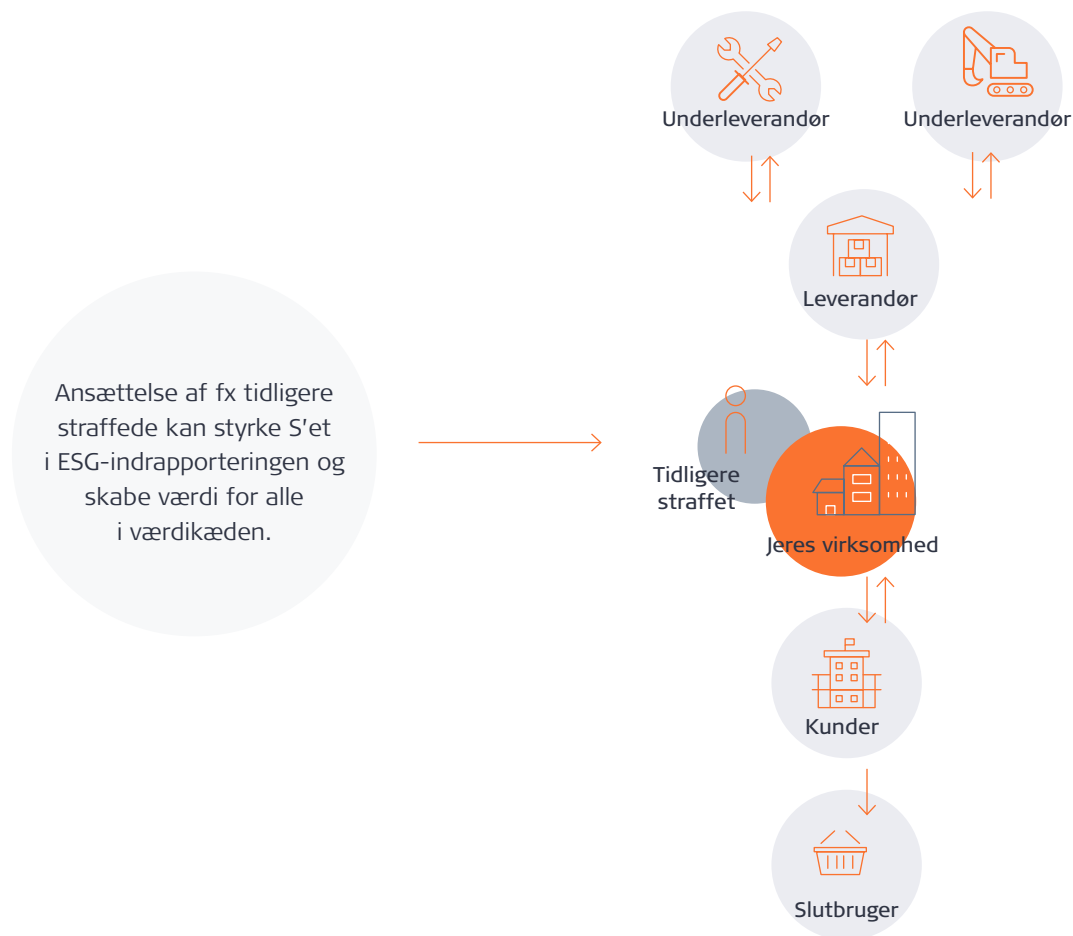 Underleverandør
Underleverandør
Leverandør
Ansættelse af fx tidligere
straffede kan styrke S'et
i ESG-indrapporteringen og
skabe værdi for alle
i værdikæden.
Tidligere
straffet
Jeres virksomhed
Kunder
Slutbruger